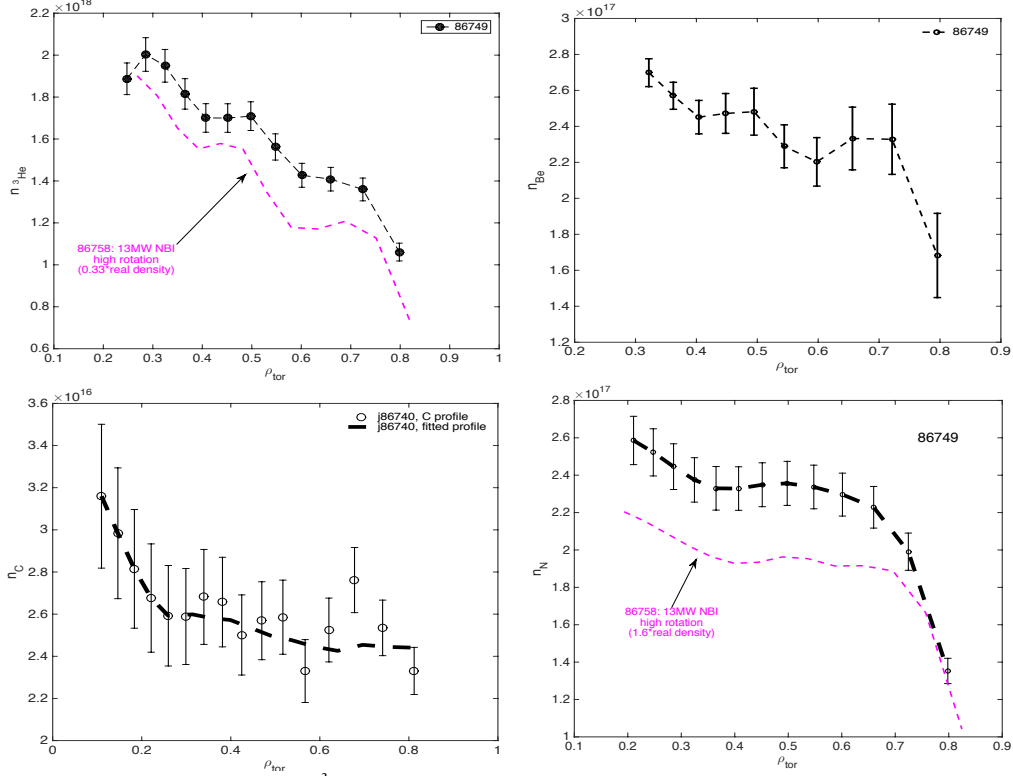 ×10^18
2.2
2
1.8
1.6
1.4
1.2
1
0.8
0.6
n 3He
86749
86758: 13MW NBI
high rotation
(0.33*real density)
0.1 0.2 0.3 0.4 0.5 0.6 0.7 0.8 0.9 1
ρtor
×10^17
3
2.8
2.6
2.4
2.2
2
1.8
1.6
1.4
1.2
nBe
86749
0.2 0.3 0.4 0.5 0.6 0.7 0.8 0.9
ρtor
×10^16
3.6
3.4
3.2
3
2.8
2.6
2.4
2.2
2
nC
j86740, C profile
j86740, fitted profile
0 0.2 0.4 0.6 0.8 1
ρtor
×10^17
2.8
2.6
2.4
2.2
2
1.8
1.6
1.4
1.2
1
nN
86749
86758: 13MW NBI
high rotation
(1.6*real density)
0.1 0.2 0.3 0.4 0.5 0.6 0.7 0.8 0.9
ρtor